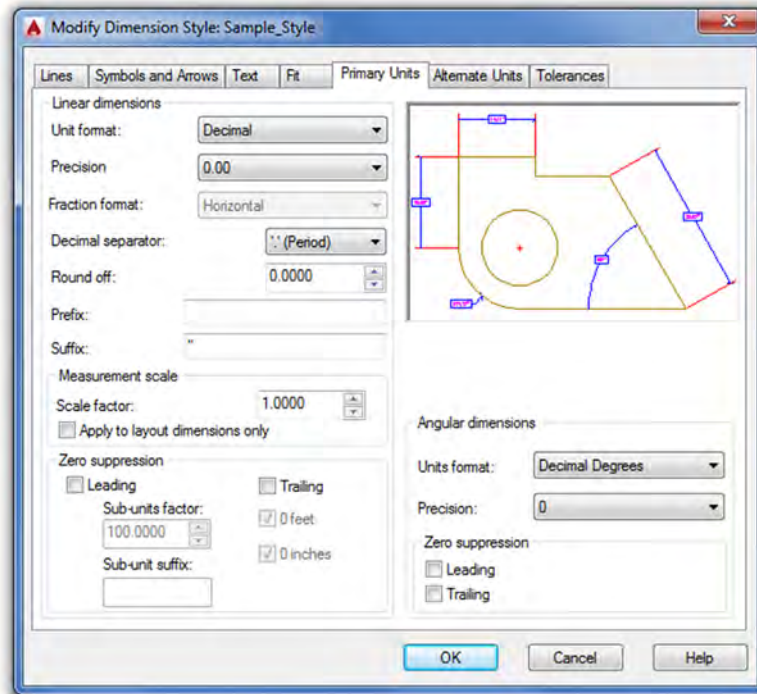 Modify Dimension Style: Sample_Style
Lines
Symbols and Arrows
Text
Fit
Primary Units
Alternate Units
Tolerances
Linear dimensions
Unit format:
Decimal
Precision
0.00
Fraction format:
Horizontal
Decimal separator:
'.' (Period)
Round off:
0.0000
Prefix:
Suffix:
"
Measurement scale
Scale factor:
1.0000
Apply to layout dimensions only
Zero suppression
Leading
Trailing
Sub-units factor:
100.0000
0 feet
0 inches
Sub-unit suffix:
Angular dimensions
Units format:
Decimal Degrees
Precision:
0
Zero suppression
Leading
Trailing
OK
Cancel
Help